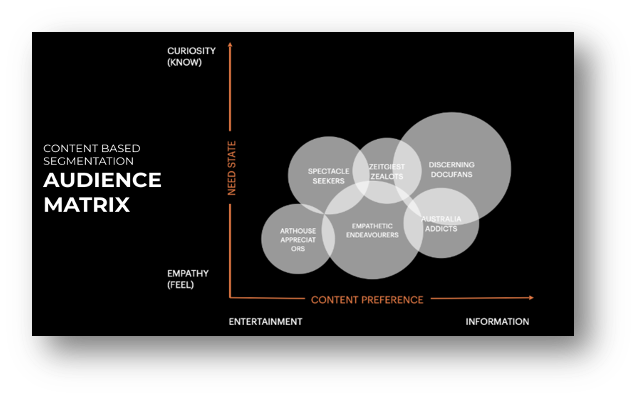 CONTENT BASED
SEGMENTATION
AUDIENCE
MATRIX
CURIOSITY
(KNOW)
NEED STATE
EMPATHY
(FEEL)
SPECTACLE
SEEKERS
ZEITGIEST
ZEALOTS
DISCERNING
DOCUFANS
ARTHOUSE
APPRECIAT
ORS
EMPATHETIC
ENDEAVOURERS
AUSTRALIA
ADDICTS
CONTENT PREFERENCE
ENTERTAINMENT
INFORMATION